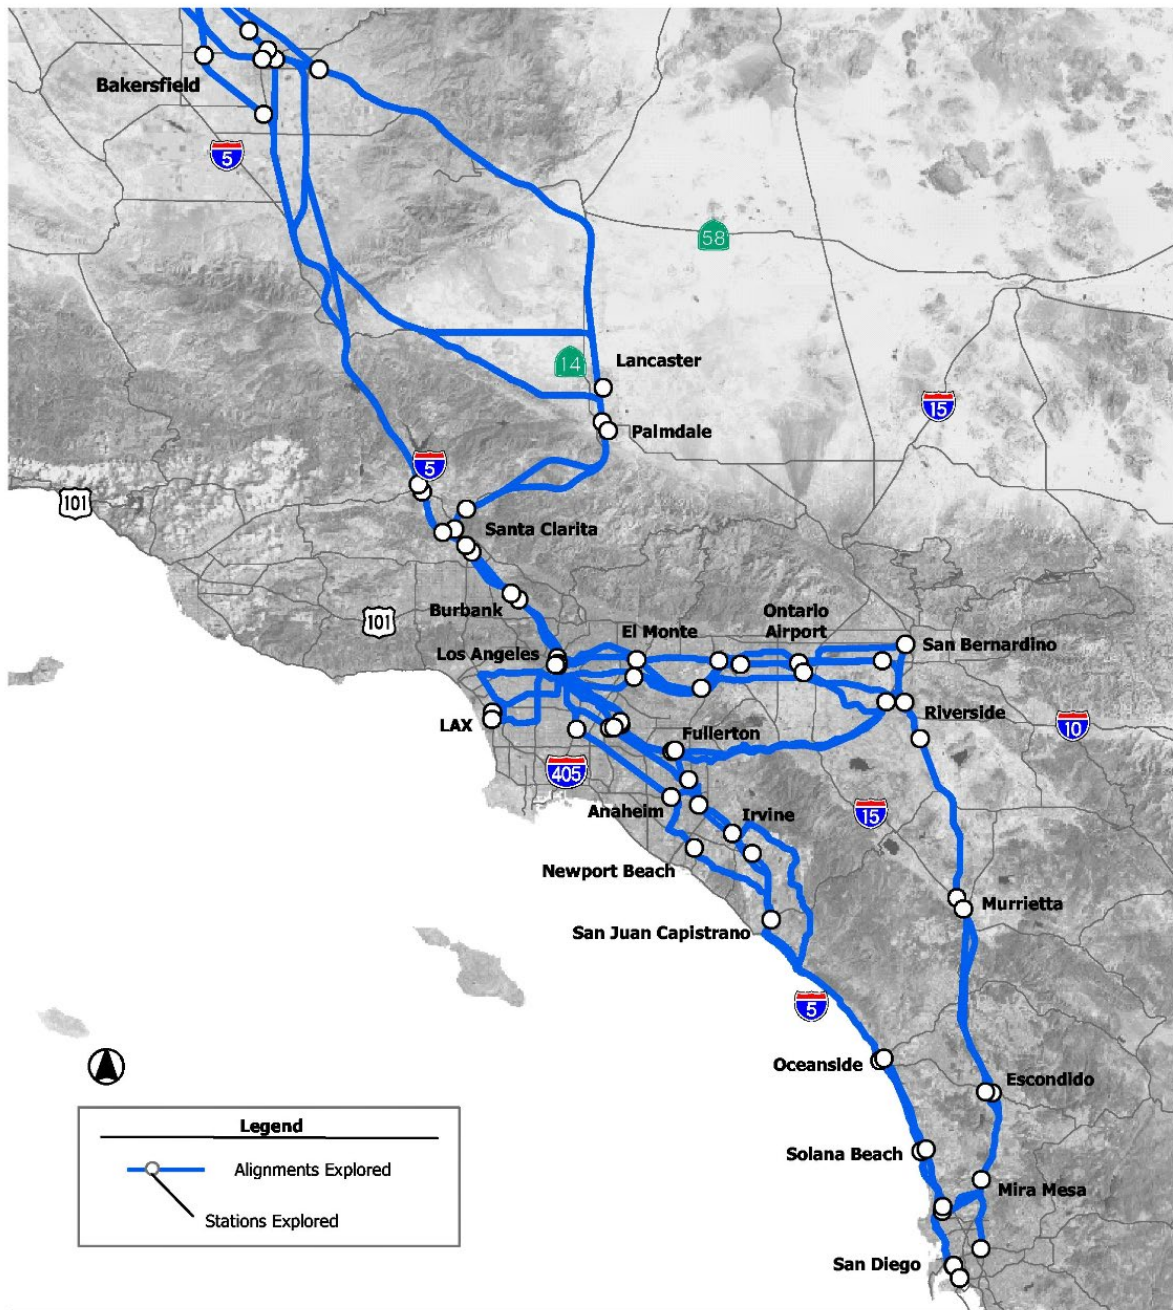 Bakersfield
5
58
14
Lancaster
15
Palmdale
5
101
Santa Clarita
Burbank
101
El Monte
Ontario
Airport
Los Angeles
San Bernardino
LAX
Riverside
Fullerton
10
405
Anaheim
Irvine
15
Newport Beach
Murrietta
San Juan Capistrano
5
Oceanside
Escondido
Legend
Solana Beach
Alignments Explored
Mira Mesa
Stations Explored
San Diego